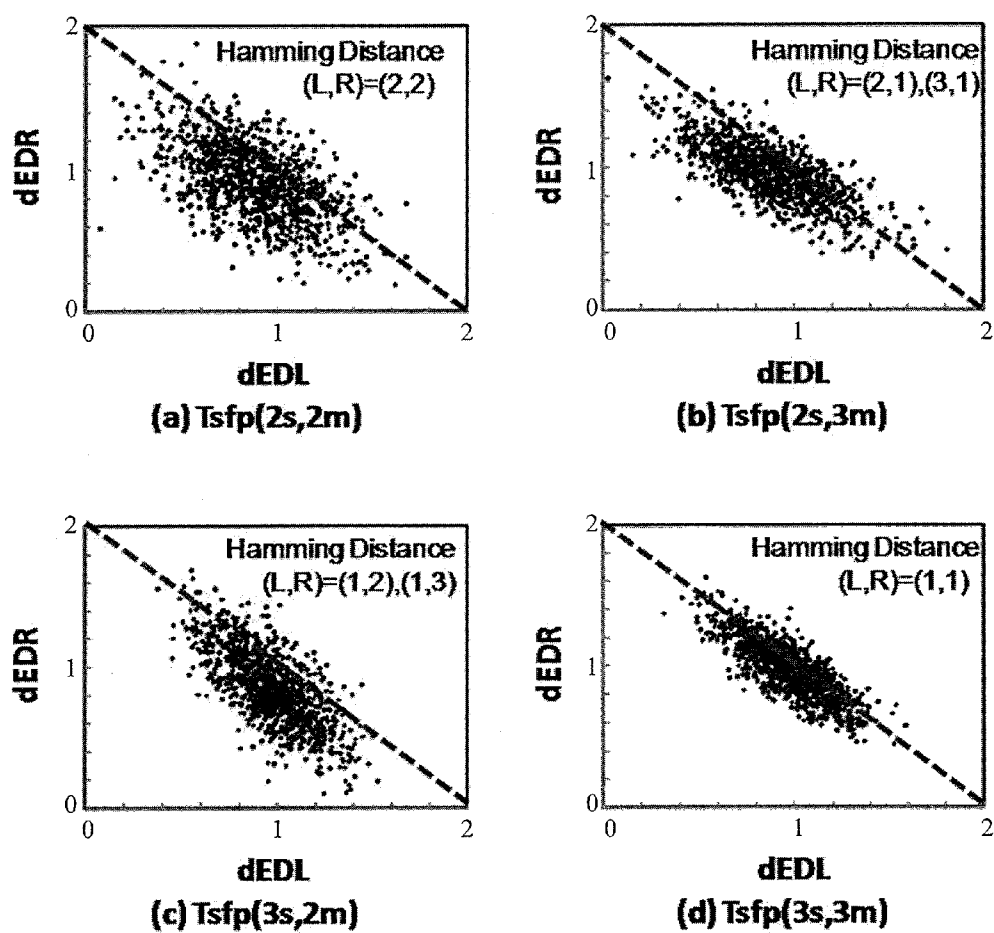 2
Hamming Distance
(L,R)=(2,2)
dEDR
1
0
0 1 2
dEDL
(a) Tsfp(2s,2m)
2
Hamming Distance
(L,R)=(2,1),(3,1)
dEDR
1
0
0 1 2
dEDL
(b) Tsfp(2s,3m)
2
Hamming Distance
(L,R)=(1,2),(1,3)
dEDR
1
0
0 1 2
dEDL
(c) Tsfp(3s,2m)
2
Hamming Distance
(L,R)=(1,1)
dEDR
1
0
0 1 2
dEDL
(d) Tsfp(3s,3m)